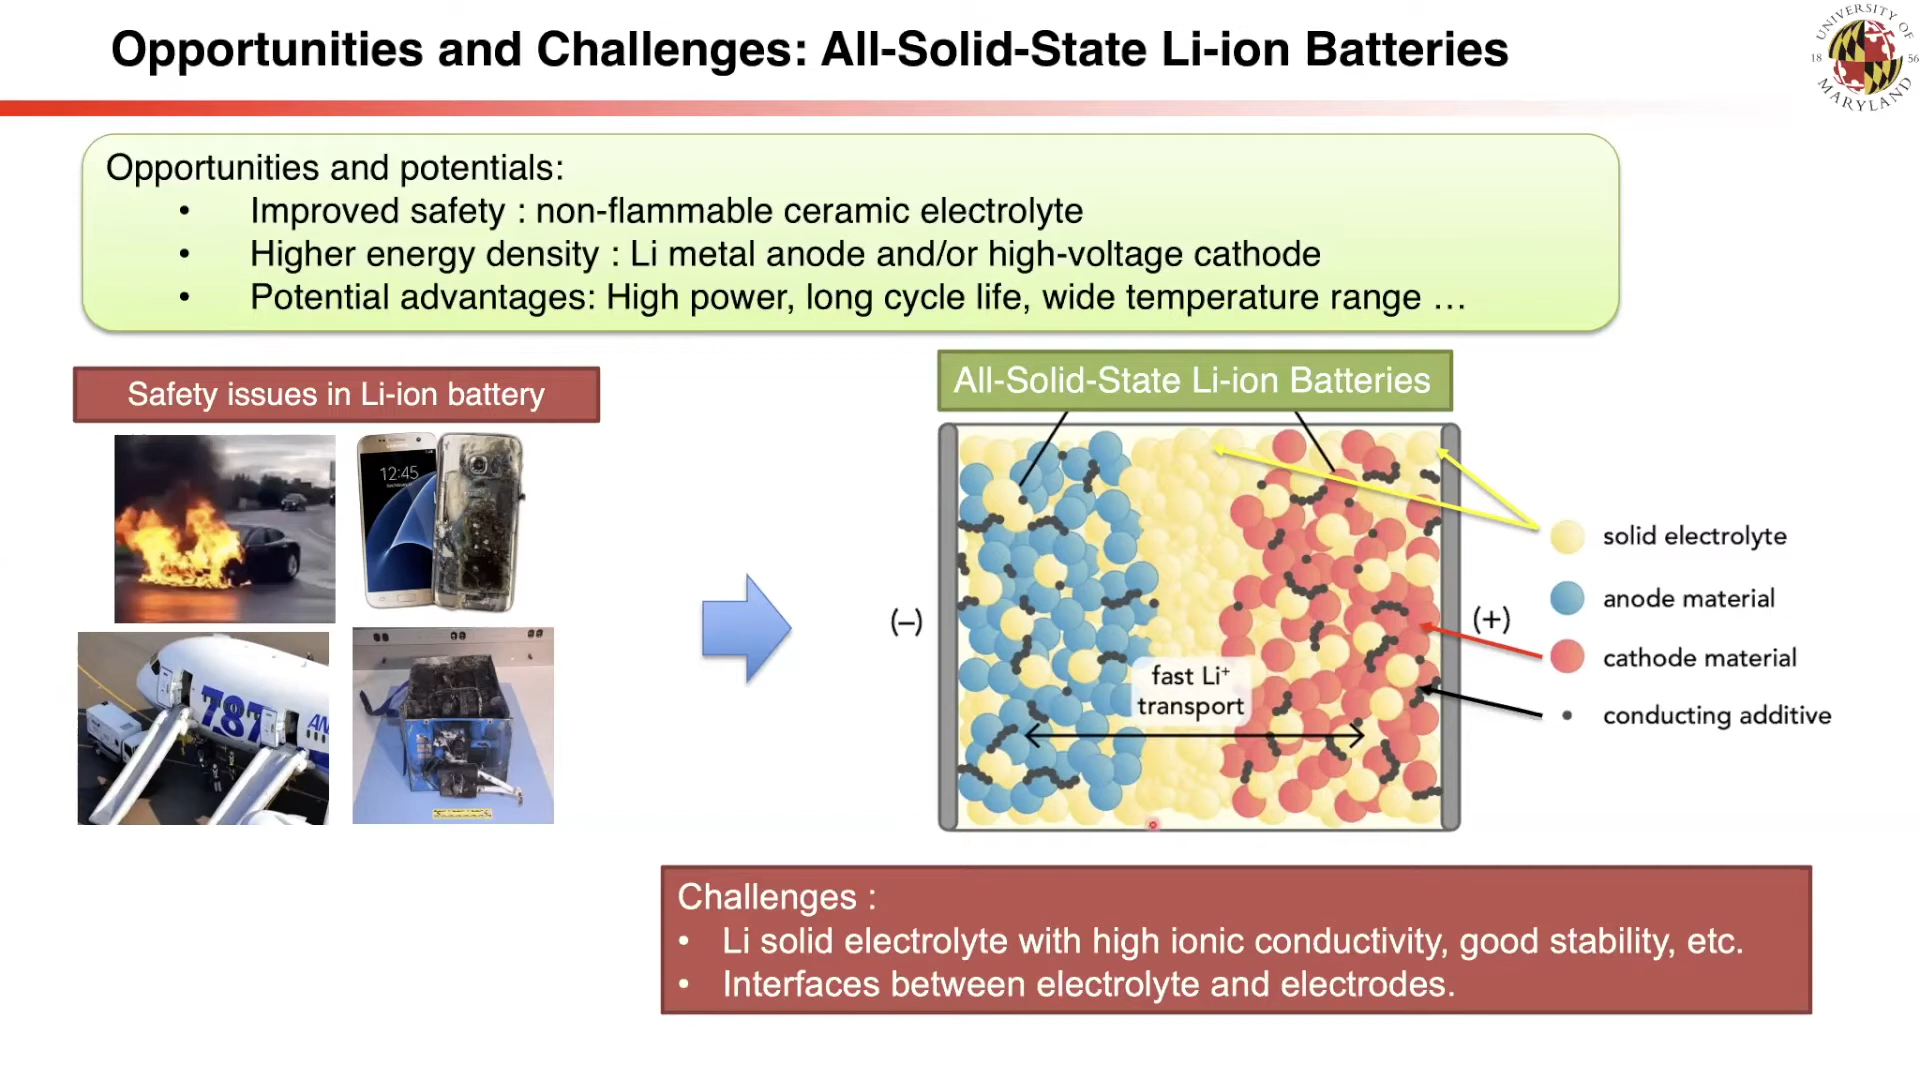 Opportunities and Challenges: All-Solid-State Li-ion Batteries
UNIVERSITY OF
18 56
MARYLAND
Opportunities and potentials:
• Improved safety : non-flammable ceramic electrolyte
• Higher energy density : Li metal anode and/or high-voltage cathode
• Potential advantages: High power, long cycle life, wide temperature range …
Safety issues in Li-ion battery
12:45
787
AN
All-Solid-State Li-ion Batteries
(–)
(+)
fast Li⁺
transport
solid electrolyte
anode material
cathode material
conducting additive
Challenges :
• Li solid electrolyte with high ionic conductivity, good stability, etc.
• Interfaces between electrolyte and electrodes.